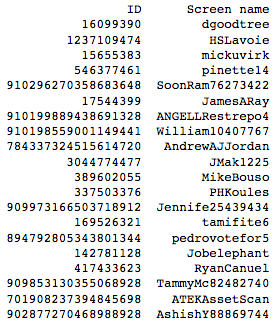 ID Screen name
16099390 dgoodtree
1237109474 HSLavoie
15655383 mickuvirk
546377461 pinette14
910296270358683648 SoonRam76273422
17544399 JamesARay
910199889438691328 ANGELLRestrepo4
910198559001149441 William10407767
784337324515614720 AndrewAJJordan
3044774477 JMak1225
389602055 MikeBouso
337503376 PHKoules
909973166503718912 Jennife25439434
169526321 tamifite6
894792805343801344 pedrovotefor5
142781128 Jobelephant
417433623 RyanCanuel
909853130355068928 TammyMc82482740
701908237394845698 ATEKAssetScan
902877270468988928 AshishY88869744